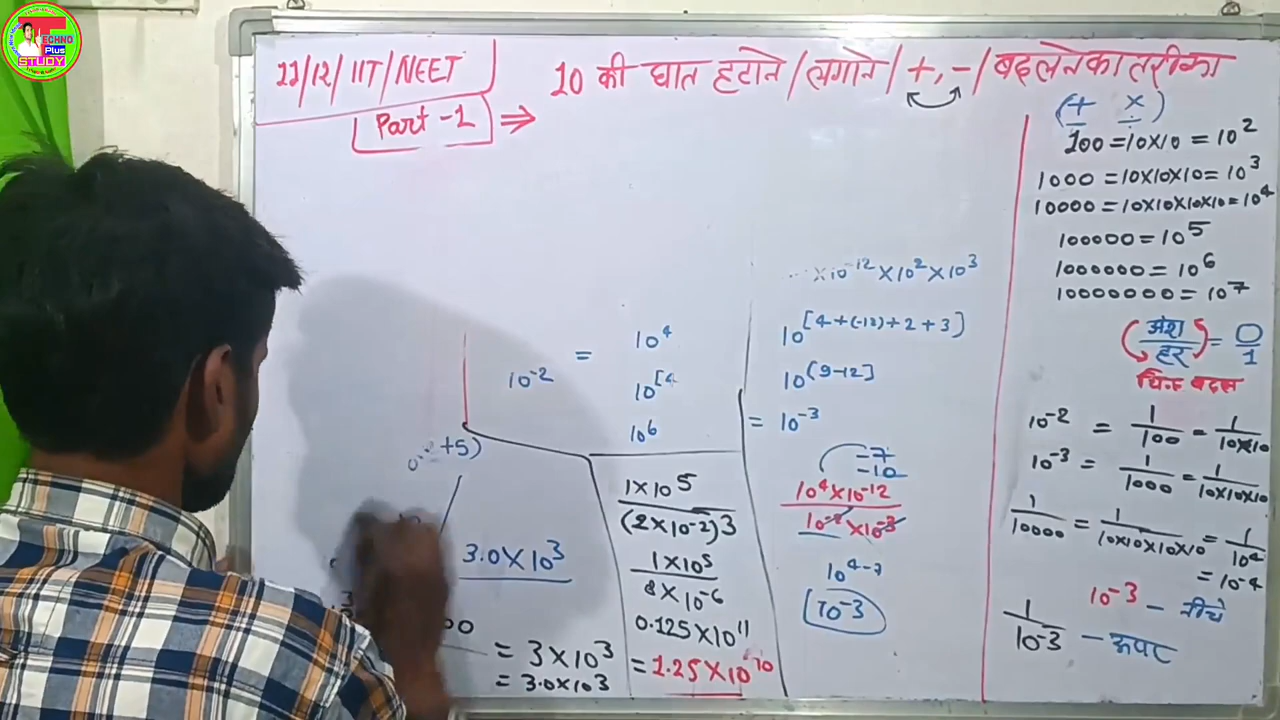 TECHNO
Plus
STUDY
11/12/IIT/NEET
Part-1 ⇒
10 की घात हटाने/लगाने/+,-/बदलने का तरीका
(+ ×)
100 = 10×10 = 10²
1000 = 10×10×10 = 10³
10000 = 10×10×10×10 = 10⁴
100000 = 10⁵
1000000 = 10⁶
10000000 = 10⁷
अंश/हर = 0/1
चिन्ह बदल
10⁻² = 1/100 = 1/10×10
10⁻³ = 1/1000 = 1/10×10×10
1/10000 = 1/10×10×10×10 = 1/10⁴
= 10⁻⁴
10⁻³ - नीचे
1/10⁻³ - ऊपर
×10⁻¹²×10²×10³
10[4+(-12)+2+3]
10(9-12]
= 10⁻³
-7
-10
10⁴×10⁻¹²
10⁻²×10⁻³
10⁴⁻⁷
10⁻³
10⁻² = 10⁴
10[4
10⁶
1×10⁵
(2×10⁻²)3
1×10⁵
8×10⁻⁶
0.125×10¹¹
= 1.25×10¹⁰
+5)
3.0×10³
00
= 3×10³
= 3.0×10³